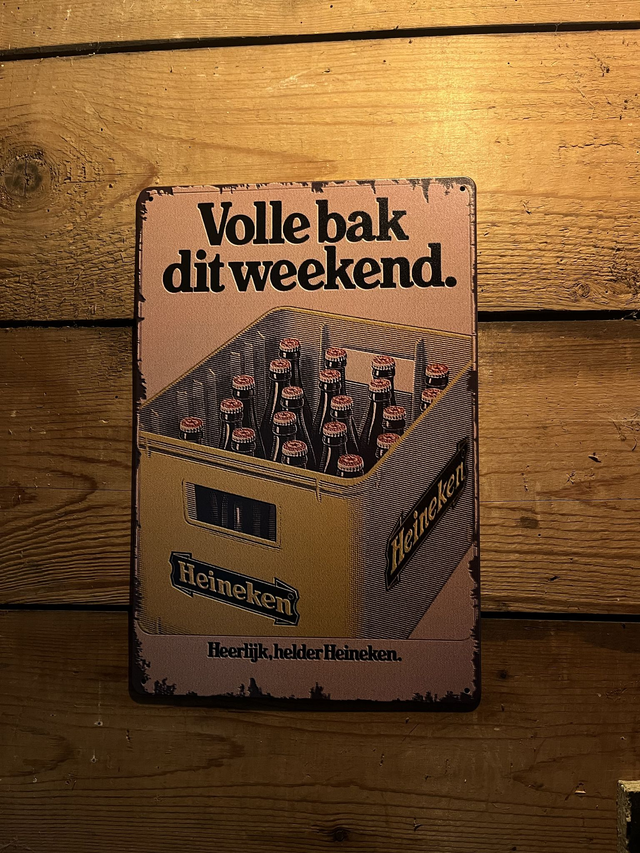 Volle bak
dit weekend.
Heineken
Heineken
Heerlijk, helder Heineken.